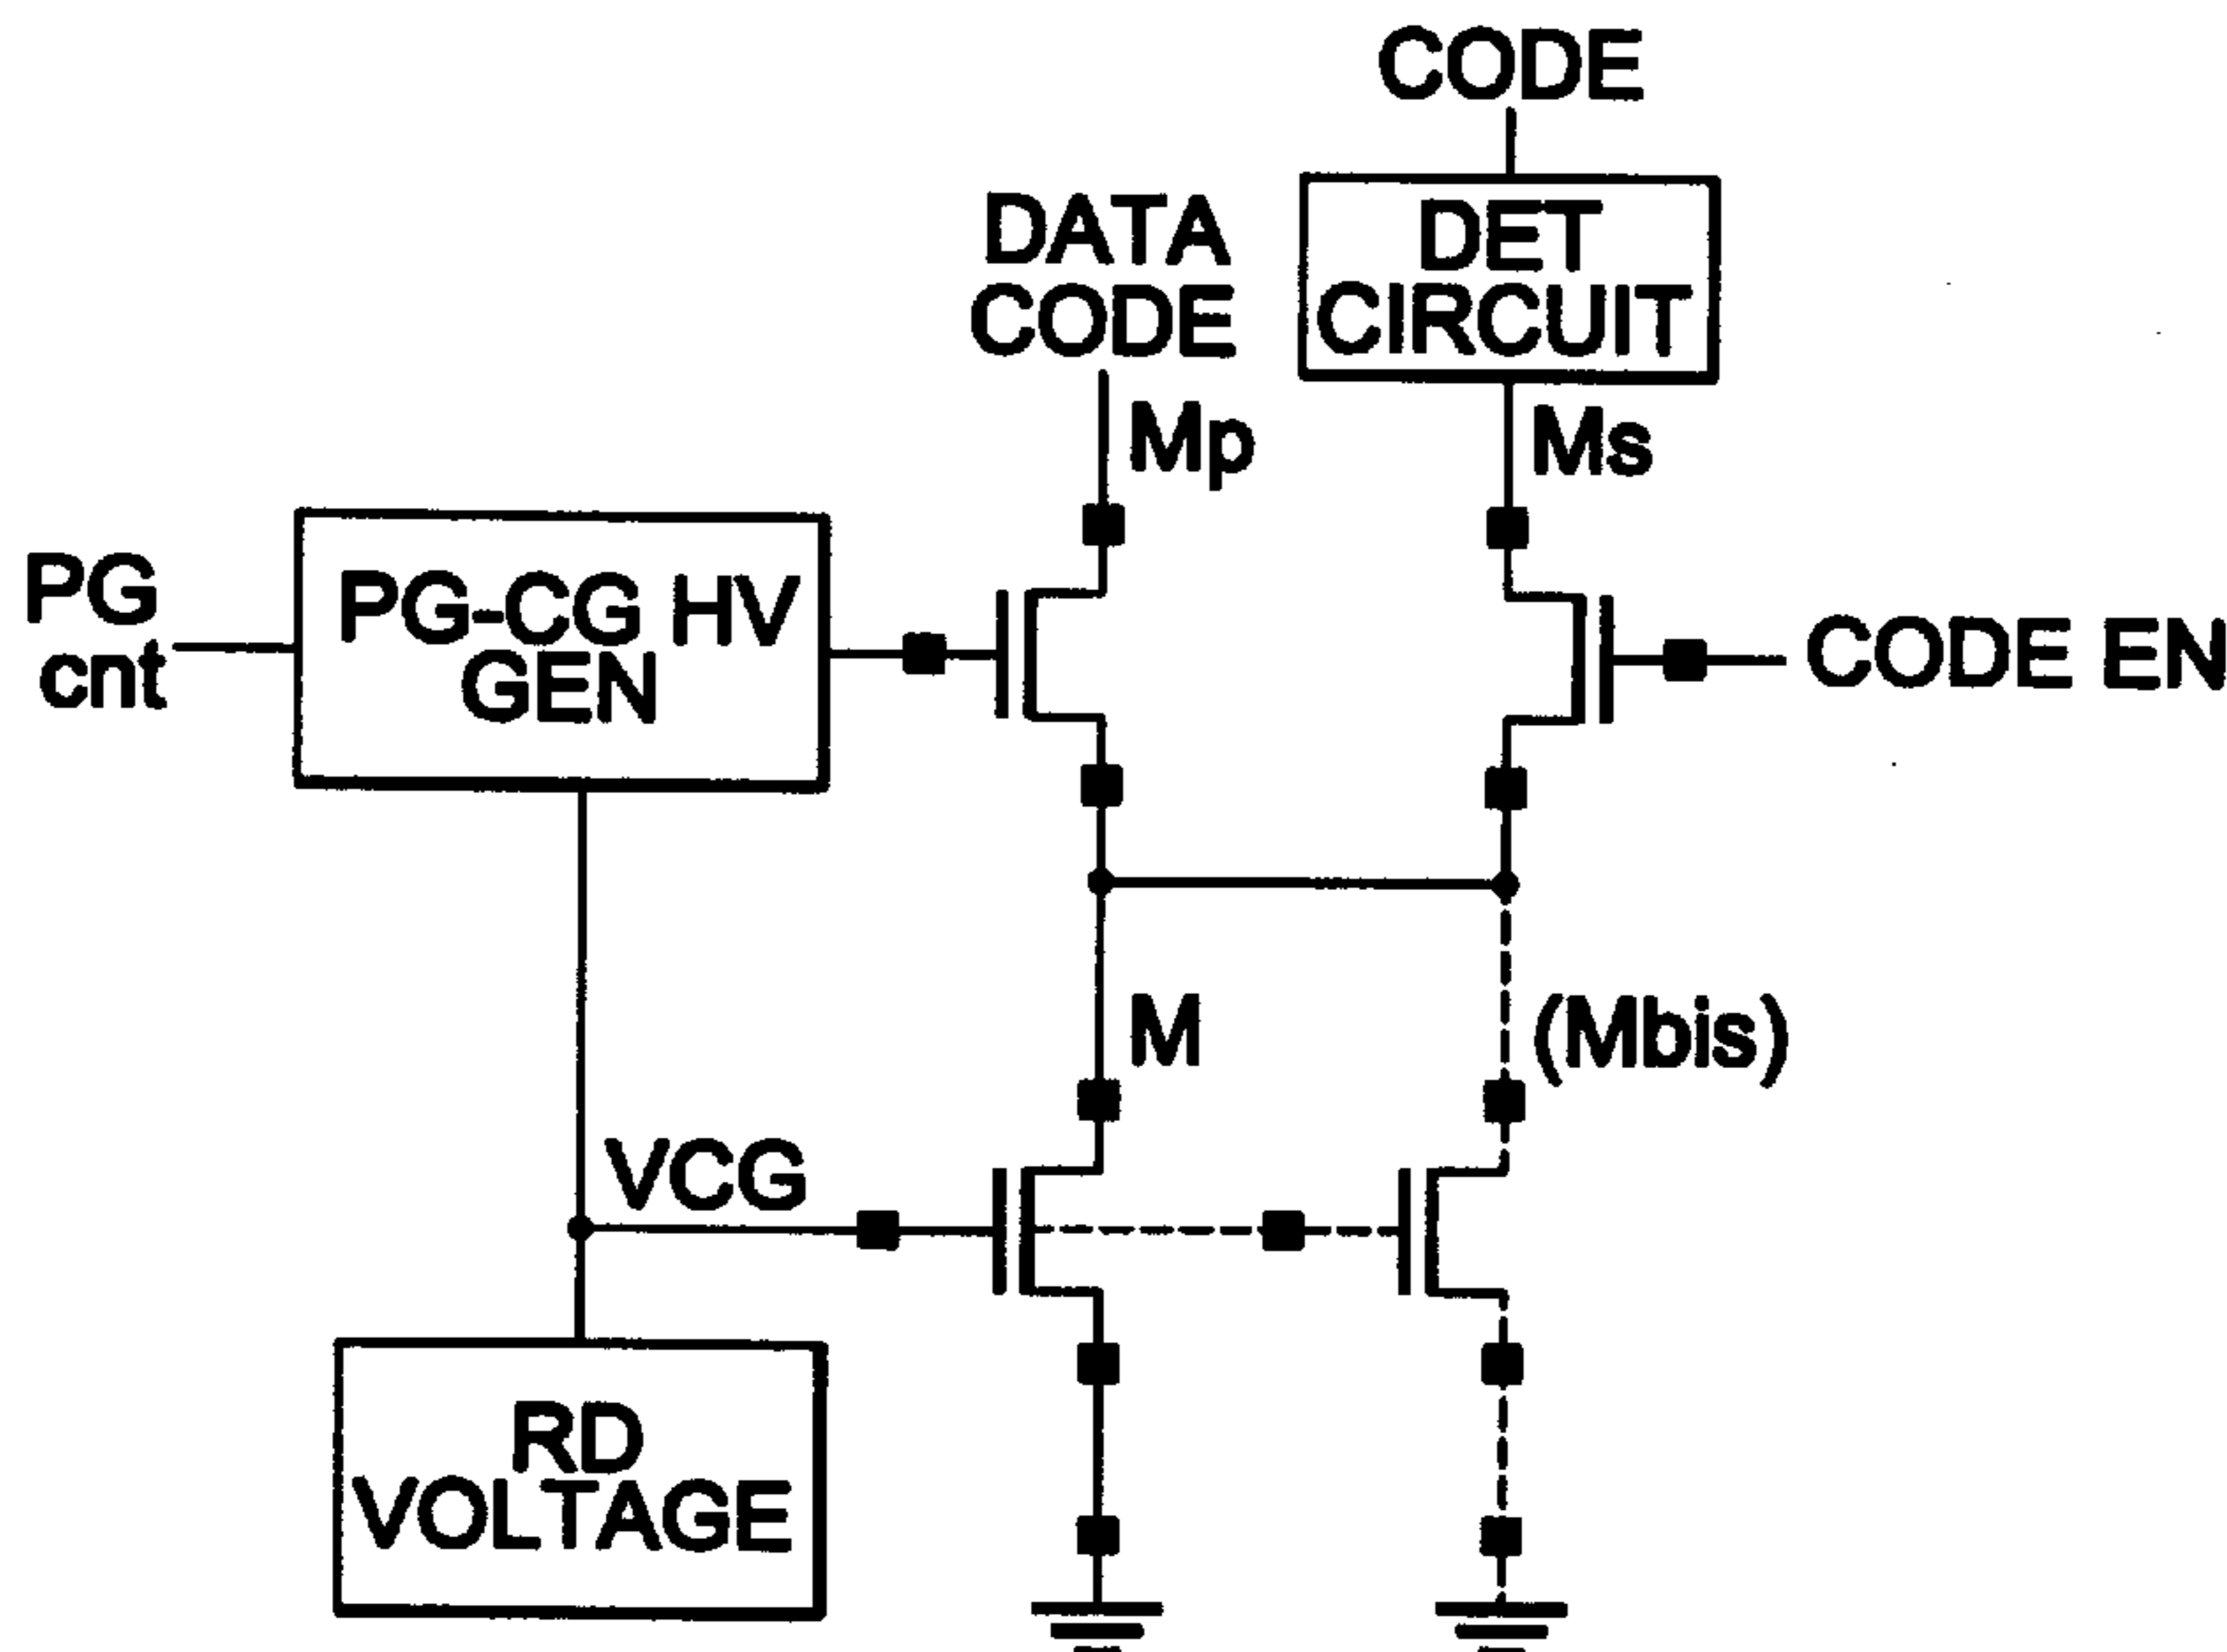 CODE
DET
CIRCUIT
DATA
CODE
Mp
Ms
PG
cnt
PG-CG HV
GEN
CODE EN
M
(Mbis)
VCG
RD
VOLTAGE